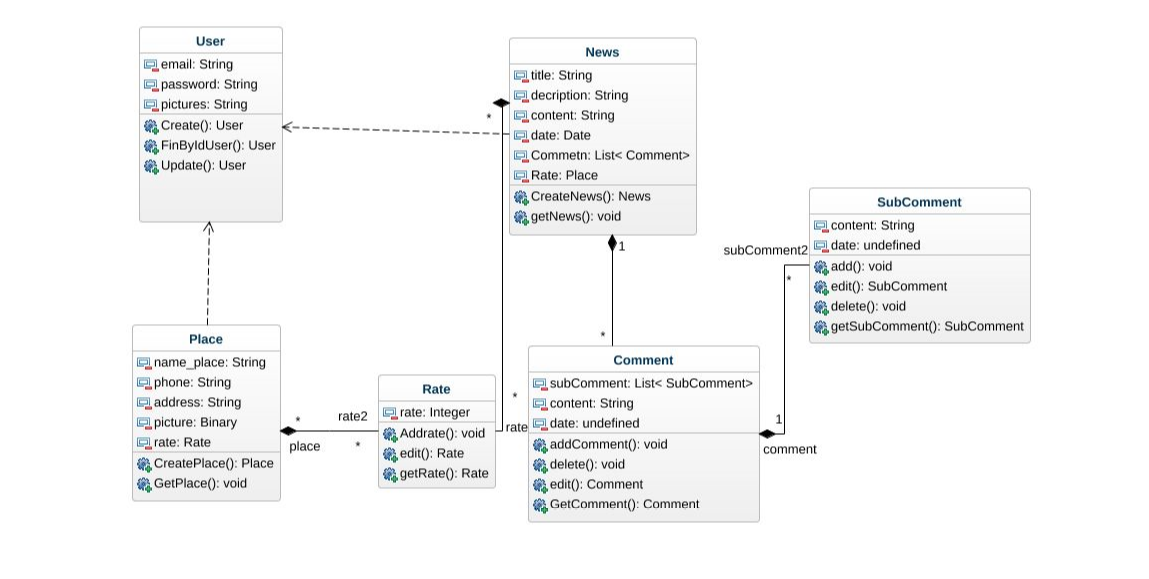 User
email: String
password: String
pictures: String
Create(): User
FinByIdUser(): User
Update(): User
News
title: String
decription: String
content: String
date: Date
Commetn: List< Comment>
Rate: Place
CreateNews(): News
getNews(): void
*
1
*
SubComment
content: String
date: undefined
add(): void
edit(): SubComment
delete(): void
getSubComment(): SubComment
subComment2
*
Place
name_place: String
phone: String
address: String
picture: Binary
rate: Rate
CreatePlace(): Place
GetPlace(): void
*
place
rate2
*
Rate
rate: Integer
Addrate(): void
edit(): Rate
getRate(): Rate
*
rate
Comment
subComment: List< SubComment>
content: String
date: undefined
addComment(): void
delete(): void
edit(): Comment
GetComment(): Comment
1
comment